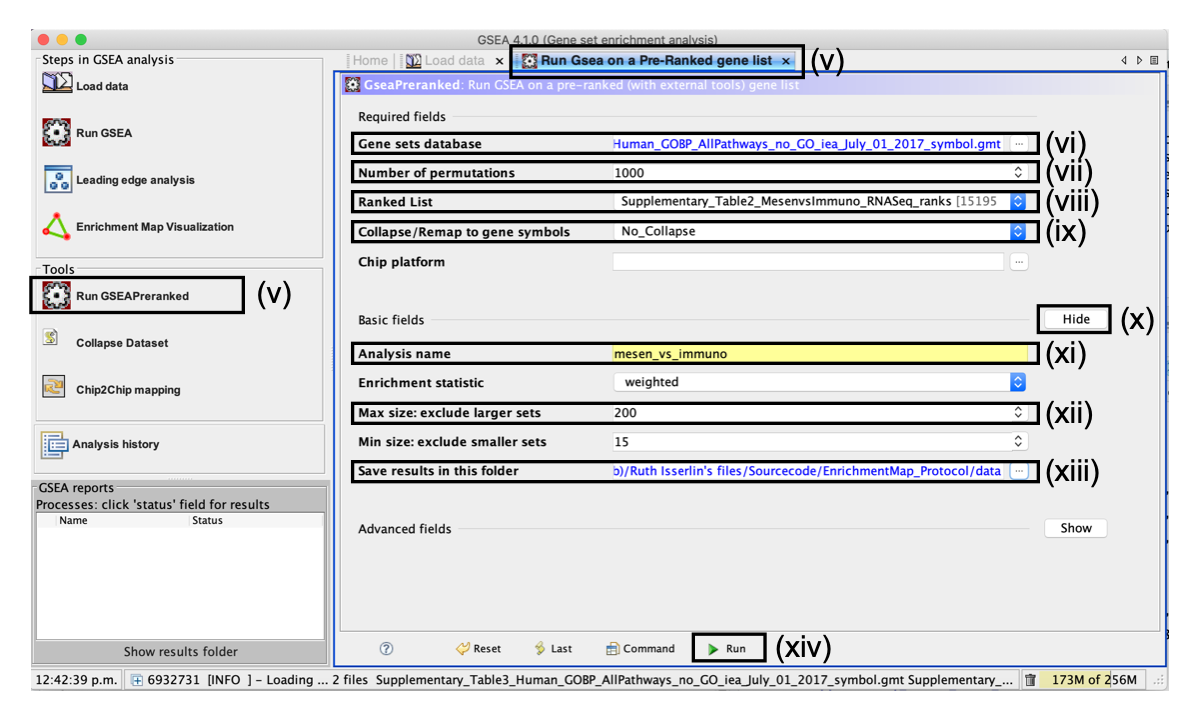 GSEA 4.1.0 (Gene set enrichment analysis)
Steps in GSEA analysis
Load data
Run GSEA
Leading edge analysis
Enrichment Map Visualization
Tools
Run GSEAPreranked
(v)
Collapse Dataset
Chip2Chip mapping
Analysis history
GSEA reports
Processes: click 'status' field for results
Name Status
Show results folder
Home Load data × Run Gsea on a Pre-Ranked gene list × (v)
GseaPreranked: Run GSEA on a pre-ranked (with external tools) gene list
Required fields
Gene sets database Human_GOBP_AllPathways_no_GO_iea_July_01_2017_symbol.gmt ... (vi)
Number of permutations 1000 (vii)
Ranked List Supplementary_Table2_MesenvsImmuno_RNASeq_ranks [15195 (viii)
Collapse/Remap to gene symbols No_Collapse (ix)
Chip platform ...
Basic fields Hide (x)
Analysis name mesen_vs_immuno (xi)
Enrichment statistic weighted
Max size: exclude larger sets 200 (xii)
Min size: exclude smaller sets 15
Save results in this folder b)/Ruth Isserlin's files/Sourcecode/EnrichmentMap_Protocol/data ... (xiii)
Advanced fields Show
? Reset Last Command Run (xiv)
12:42:39 p.m. 6932731 [INFO ] - Loading ... 2 files Supplementary_Table3_Human_GOBP_AllPathways_no_GO_iea_July_01_2017_symbol.gmt Supplementary_... 173M of 256M